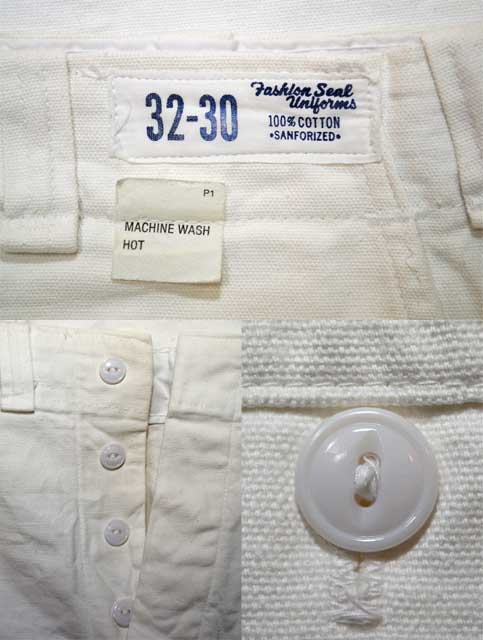 32-30
Fashion Seal
Uniforms
100% COTTON
•SANFORIZED•
P1
MACHINE WASH
HOT